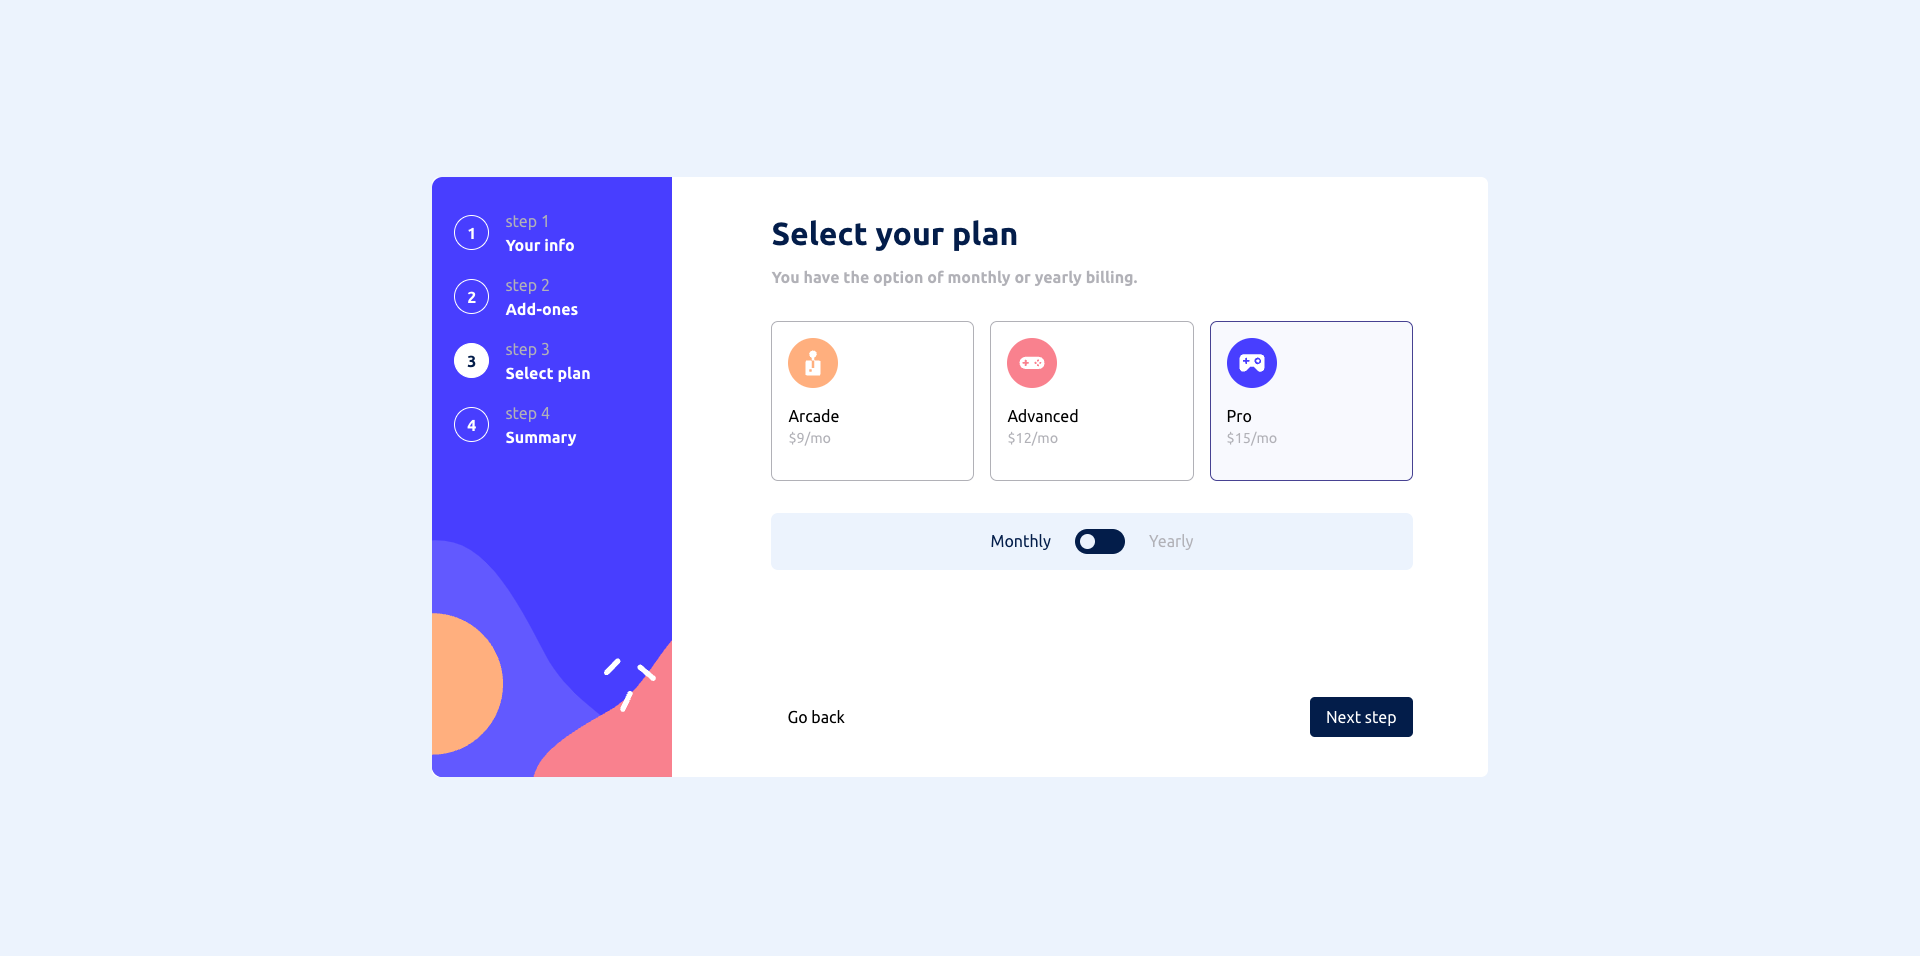 1
step 1
Your info
2
step 2
Add-ones
3
step 3
Select plan
4
step 4
Summary
Select your plan
You have the option of monthly or yearly billing.
Arcade
$9/mo
Advanced
$12/mo
Pro
$15/mo
Monthly
Yearly
Go back
Next step